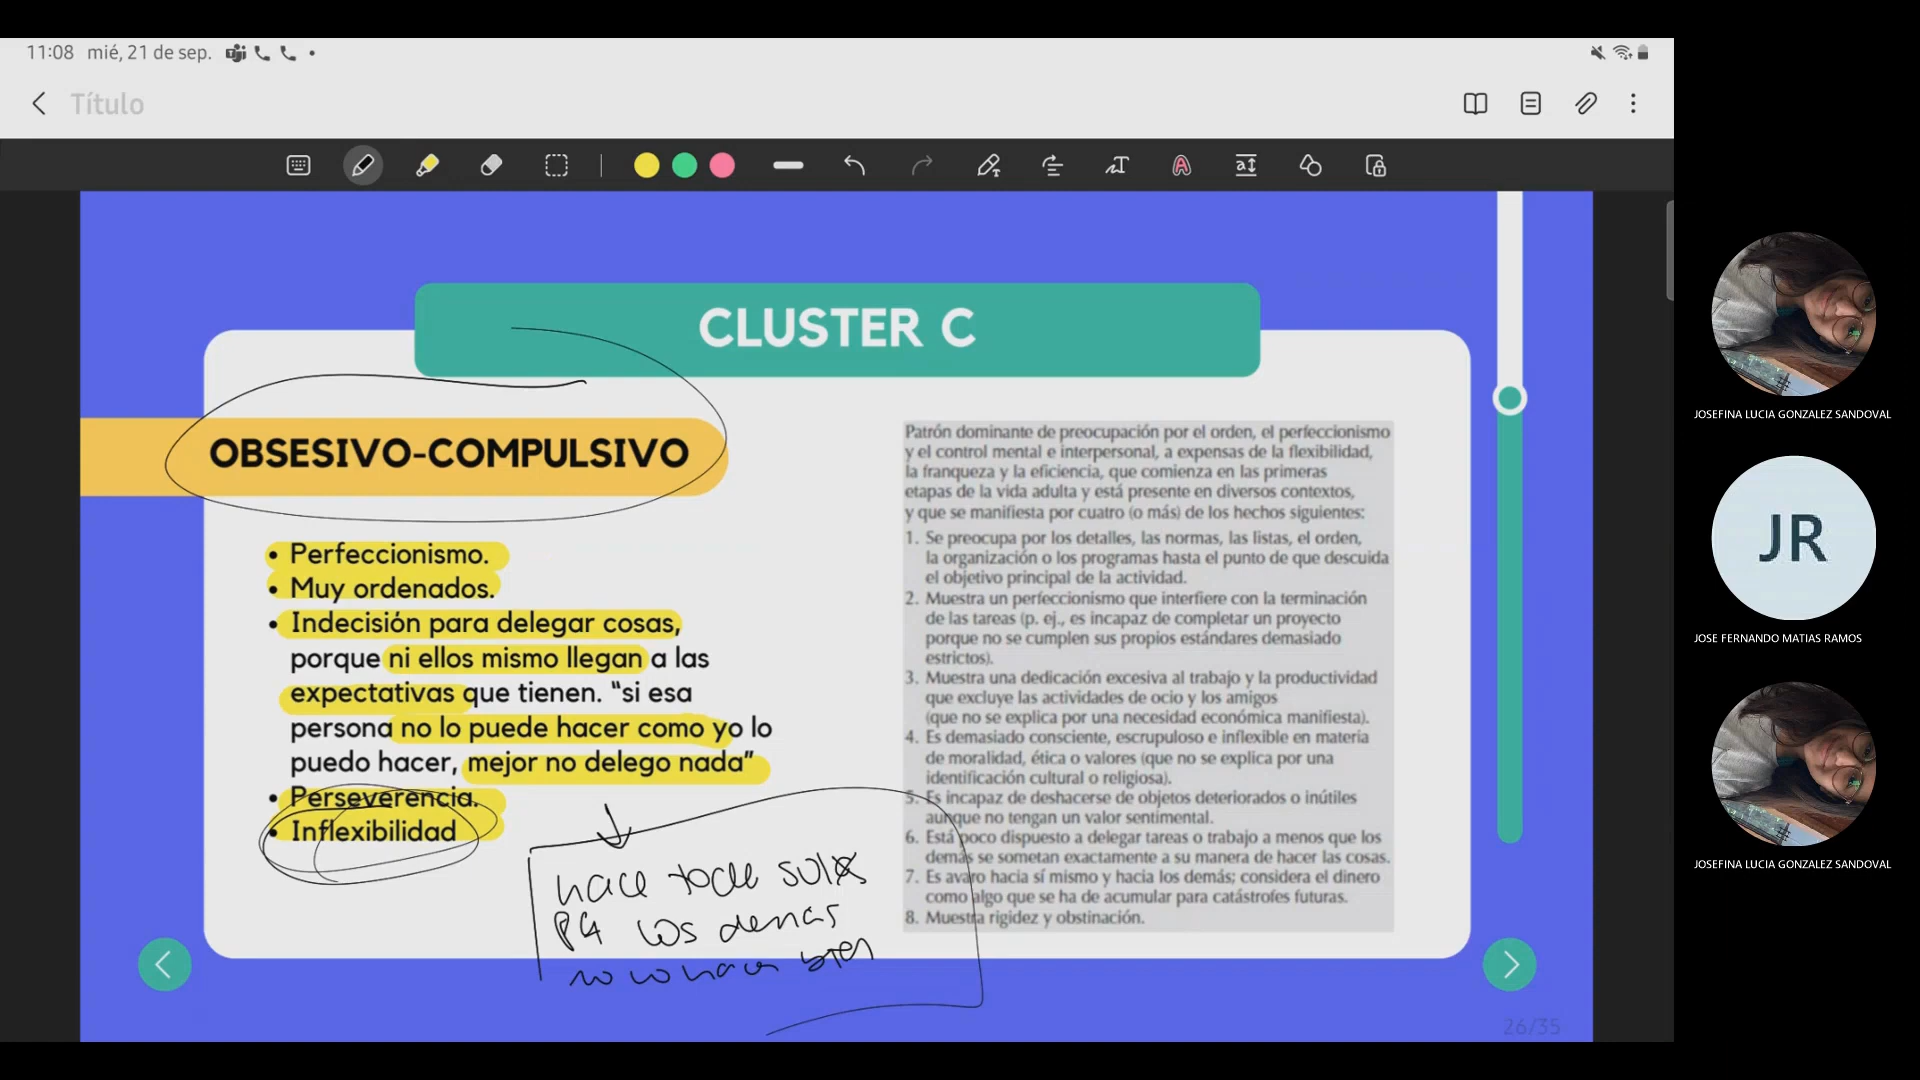 11:08 mié, 21 de sep.
Título
CLUSTER C
OBSESIVO-COMPULSIVO
• Perfeccionismo.
• Muy ordenados.
• Indecisión para delegar cosas,
porque ni ellos mismo llegan a las
expectativas que tienen. "si esa
persona no lo puede hacer como yo lo
puedo hacer, mejor no delego nada"
• Perseverencia.
• Inflexibilidad
hace todo solx
pq los demas
no lo hacen bien
Patrón dominante de preocupación por el orden, el perfeccionismo
y el control mental e interpersonal, a expensas de la flexibilidad,
la franqueza y la eficiencia, que comienza en las primeras
etapas de la vida adulta y está presente en diversos contextos,
y que se manifiesta por cuatro (o más) de los hechos siguientes:
1. Se preocupa por los detalles, las normas, las listas, el orden,
la organización o los programas hasta el punto de que descuida
el objetivo principal de la actividad.
2. Muestra un perfeccionismo que interfiere con la terminación
de las tareas (p. ej., es incapaz de completar un proyecto
porque no se cumplen sus propios estándares demasiado
estrictos).
3. Muestra una dedicación excesiva al trabajo y la productividad
que excluye las actividades de ocio y los amigos
(que no se explica por una necesidad económica manifiesta).
4. Es demasiado consciente, escrupuloso e inflexible en materia
de moralidad, ética o valores (que no se explica por una
identificación cultural o religiosa).
5. Es incapaz de deshacerse de objetos deteriorados o inútiles
aunque no tengan un valor sentimental.
6. Está poco dispuesto a delegar tareas o trabajo a menos que los
demás se sometan exactamente a su manera de hacer las cosas.
7. Es avaro hacia sí mismo y hacia los demás; considera el dinero
como algo que se ha de acumular para catástrofes futuras.
8. Muestra rigidez y obstinación.
26/35
JOSEFINA LUCIA GONZALEZ SANDOVAL
JR
JOSE FERNANDO MATIAS RAMOS
JOSEFINA LUCIA GONZALEZ SANDOVAL